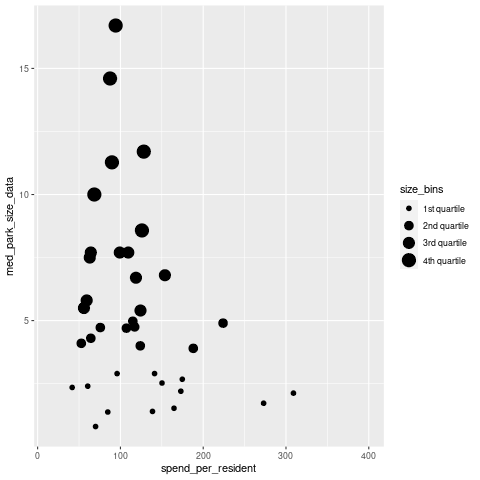 15
10
5
med_park_size_data
0 100 200 300 400
spend_per_resident
size_bins
1st quartile
2nd quartile
3rd quartile
4th quartile